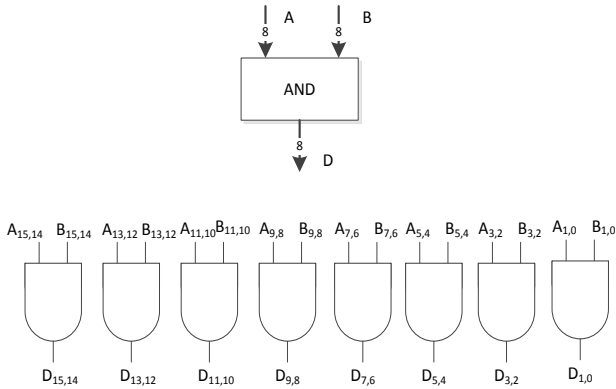 A B
8 8
AND
8
D
A15,14 B15,14 A13,12 B13,12 A11,10 B11,10 A9,8 B9,8 A7,6 B7,6 A5,4 B5,4 A3,2 B3,2 A1,0 B1,0
D15,14 D13,12 D11,10 D9,8 D7,6 D5,4 D3,2 D1,0